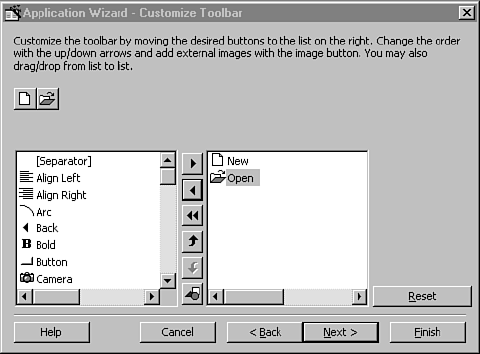 Application Wizard - Customize Toolbar
Customize the toolbar by moving the desired buttons to the list on the right. Change the order
with the up/down arrows and add external images with the image button. You may also
drag/drop from list to list.
[Separator]
Align Left
Align Right
Arc
Back
B Bold
Button
Camera
New
Open
Reset
Help
Cancel
< Back
Next >
Finish